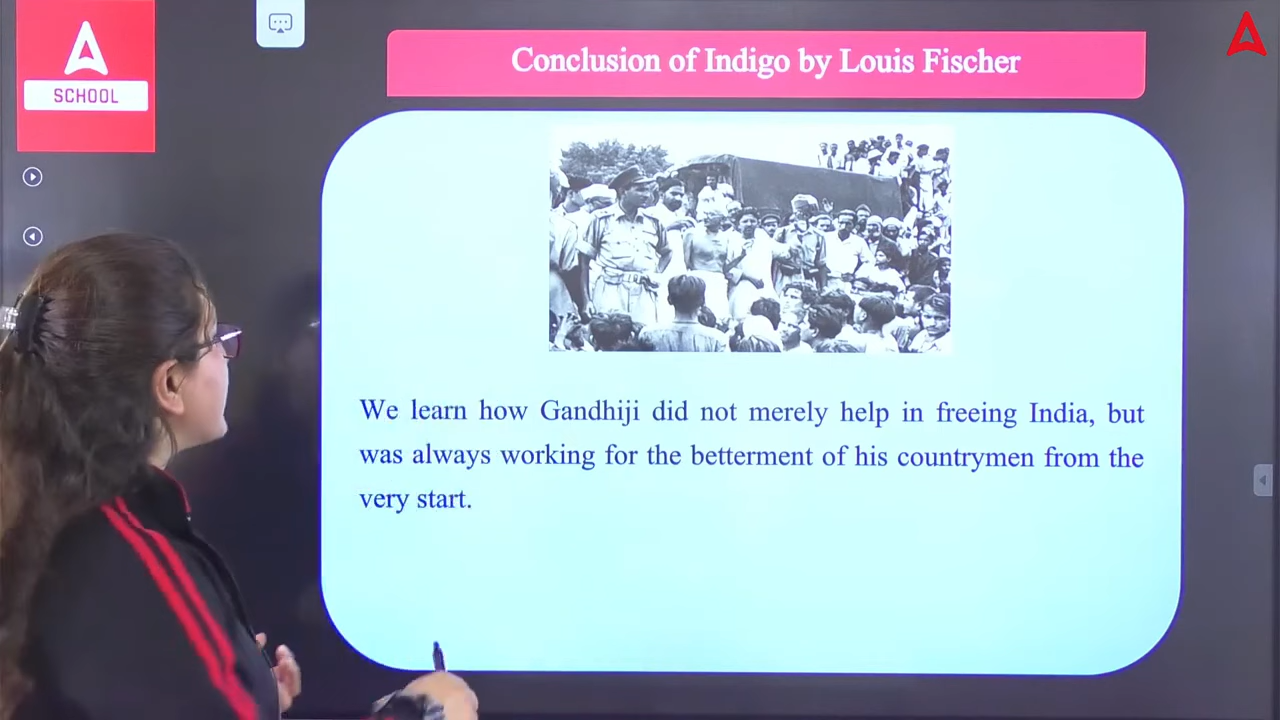 SCHOOL
Conclusion of Indigo by Louis Fischer
We learn how Gandhiji did not merely help in freeing India, but
was always working for the betterment of his countrymen from the
very start.